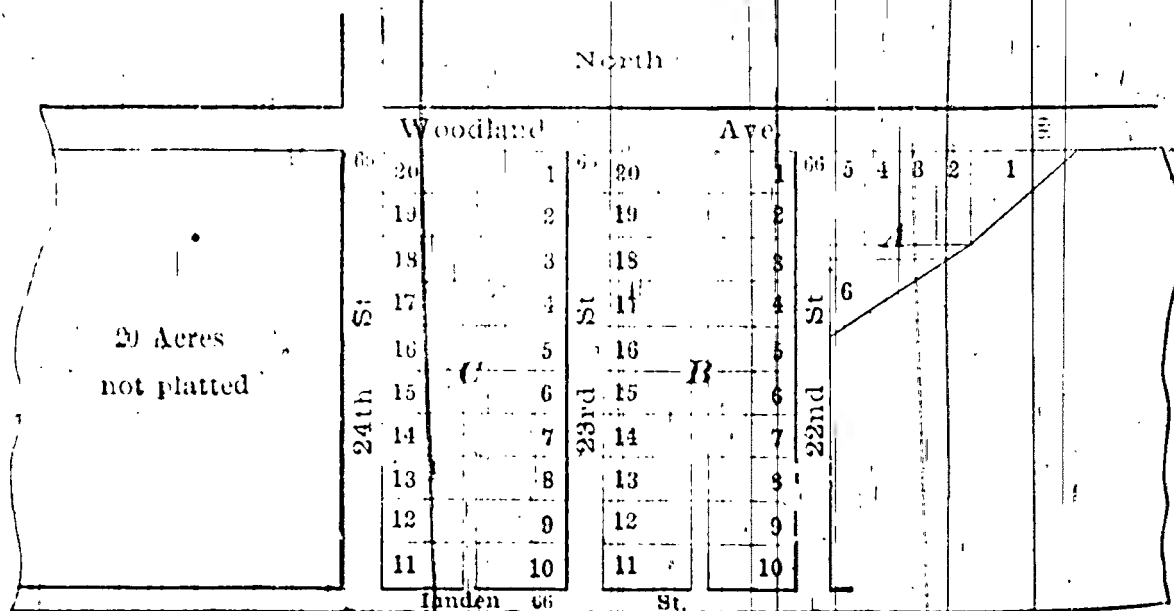 North
Woodland Ave
20 1 20 1 66 5 4 3 2 1
19 2 19 2
A
18 3 18 3
17 4 17 4 6
20 Acres
not platted
24th St
23rd St
22nd St
16 5 16 5
C B
15 6 15 6
14 7 14 7
13 8 13 8
12 9 12 9
11 10 11 10
Linden 66 St.